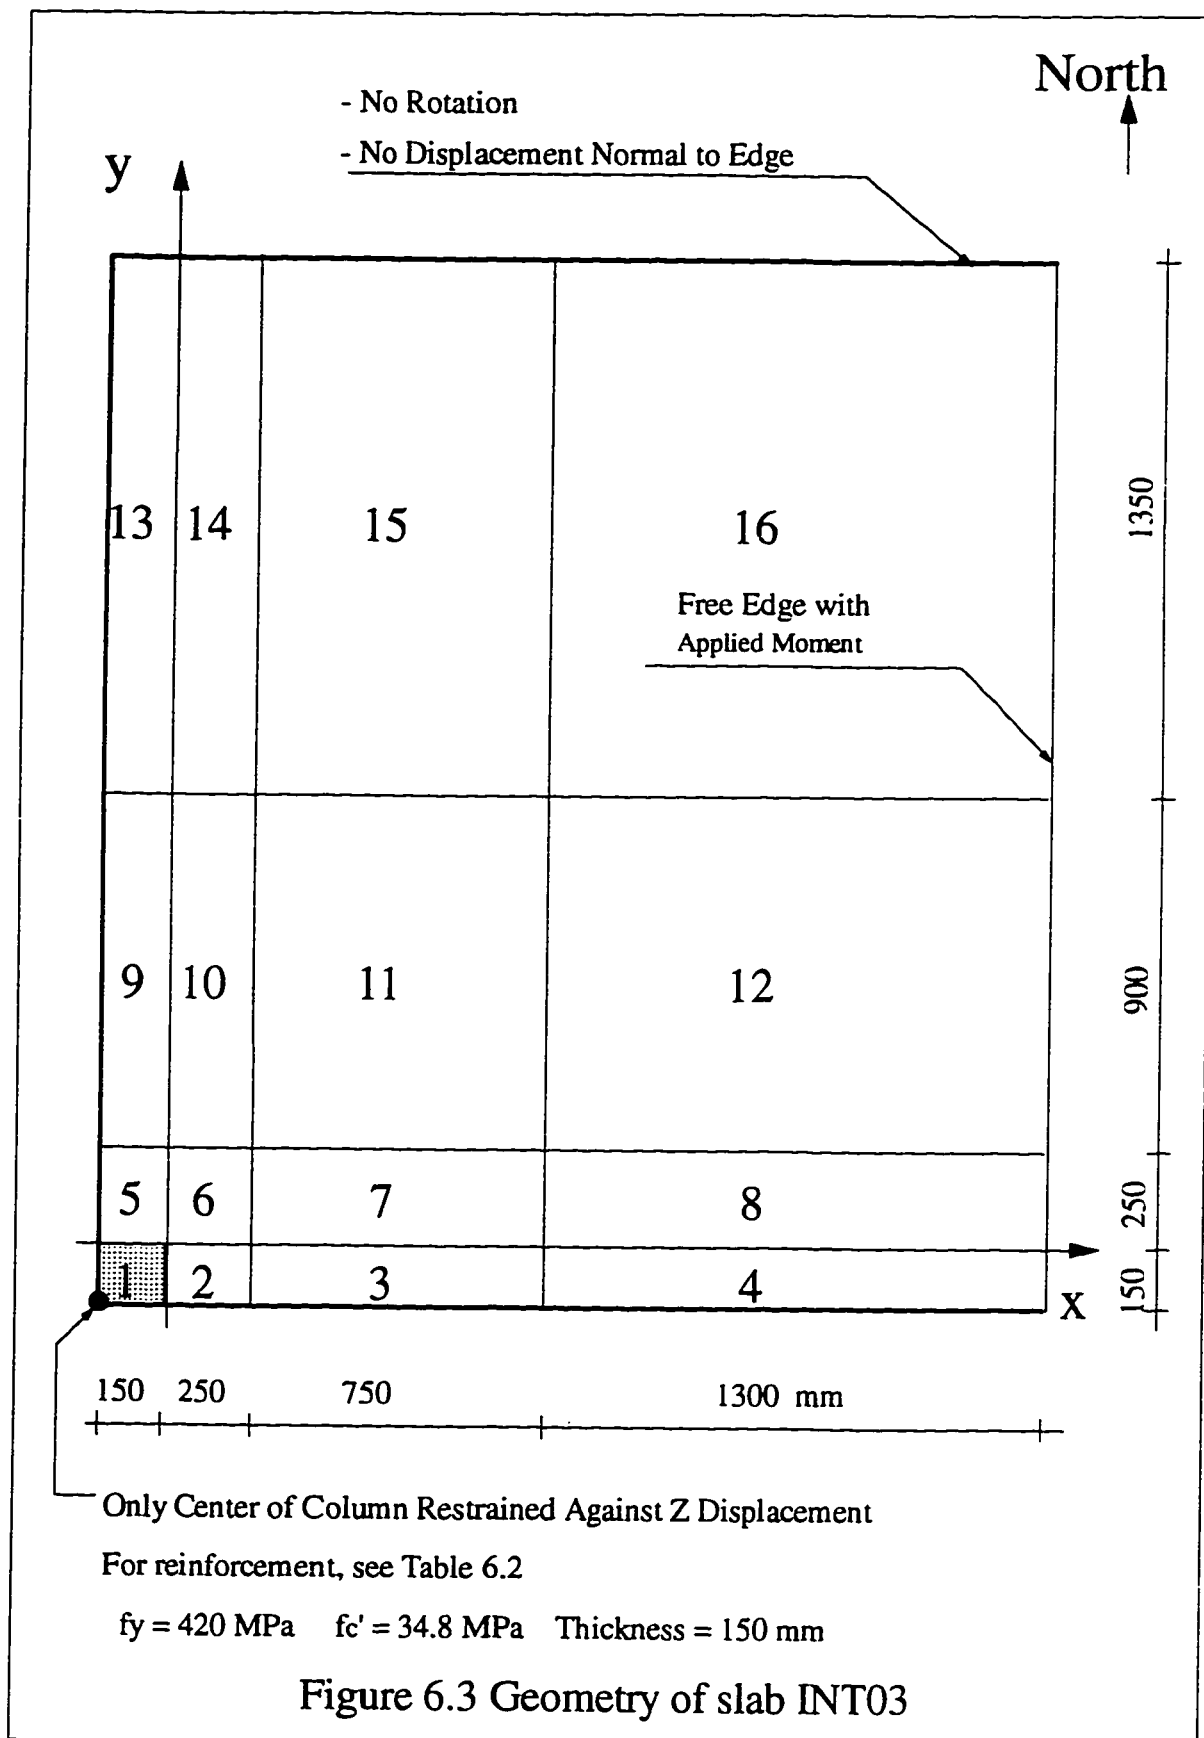 North
- No Rotation
- No Displacement Normal to Edge
y
13 14 15 16
1350
Free Edge with
Applied Moment
9 10 11 12
900
5 6 7 8
250
1 2 3 4
150
x
150 250 750 1300 mm
Only Center of Column Restrained Against Z Displacement
For reinforcement, see Table 6.2
fy = 420 MPa fc' = 34.8 MPa Thickness = 150 mm
Figure 6.3 Geometry of slab INT03